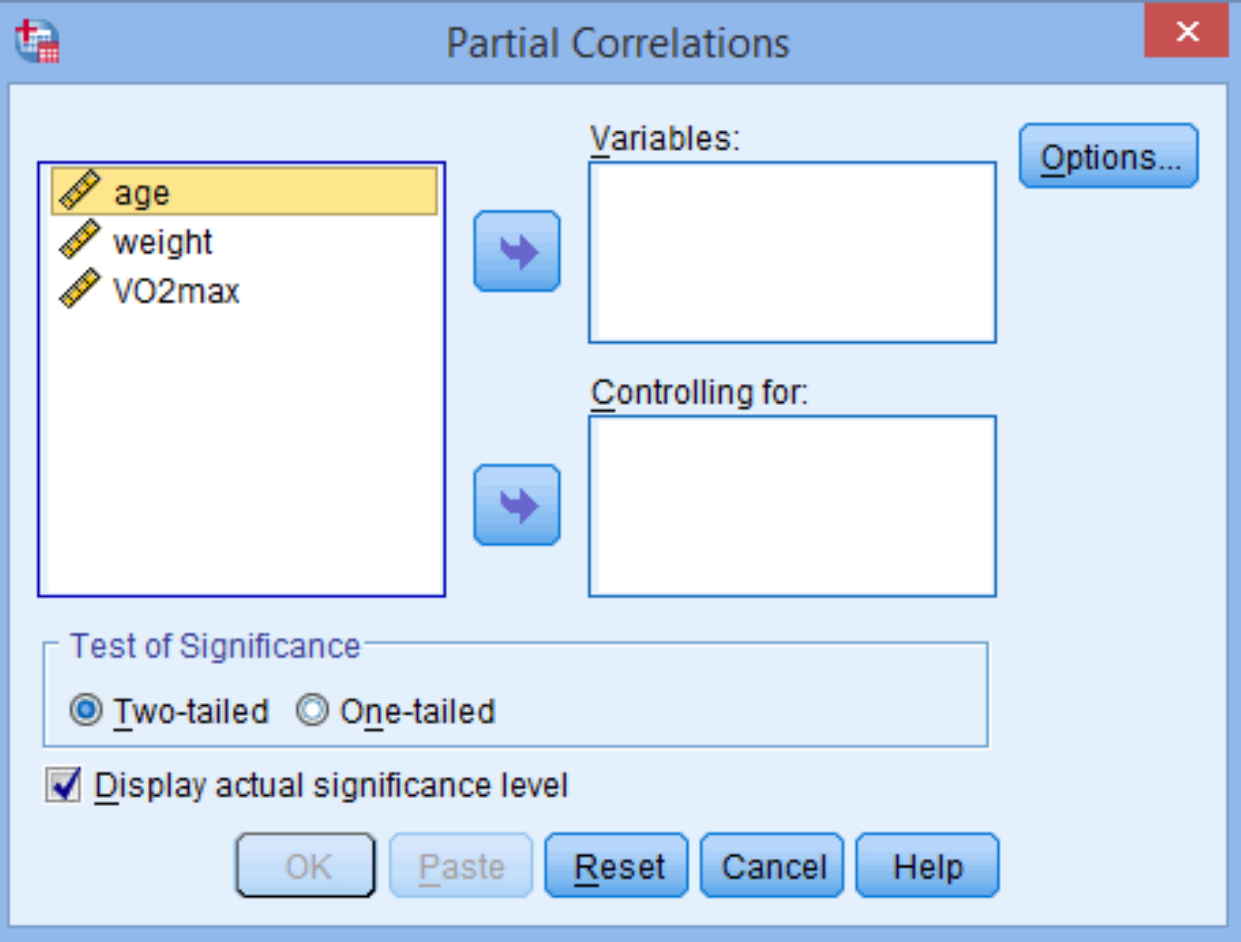 Partial Correlations
Variables:
Options...
age
weight
VO2max
Controlling for:
Test of Significance
Two-tailed One-tailed
Display actual significance level
OK Paste Reset Cancel Help